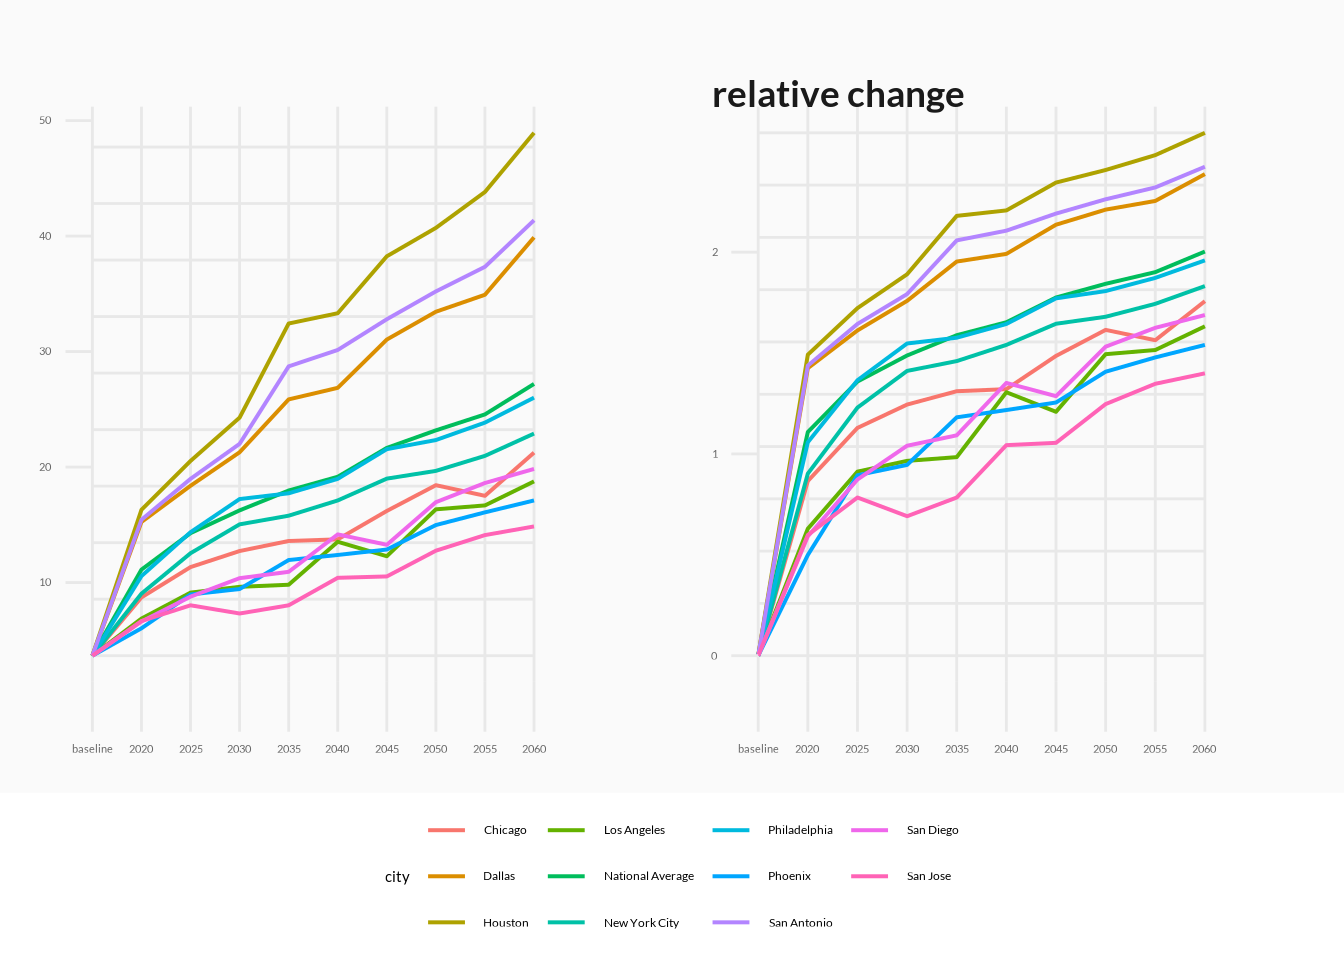 relative change
50
40
30
20
10
baseline 2020 2025 2030 2035 2040 2045 2050 2055 2060
2
1
0
baseline 2020 2025 2030 2035 2040 2045 2050 2055 2060
Chicago Los Angeles Philadelphia San Diego
city Dallas National Average Phoenix San Jose
Houston New York City San Antonio